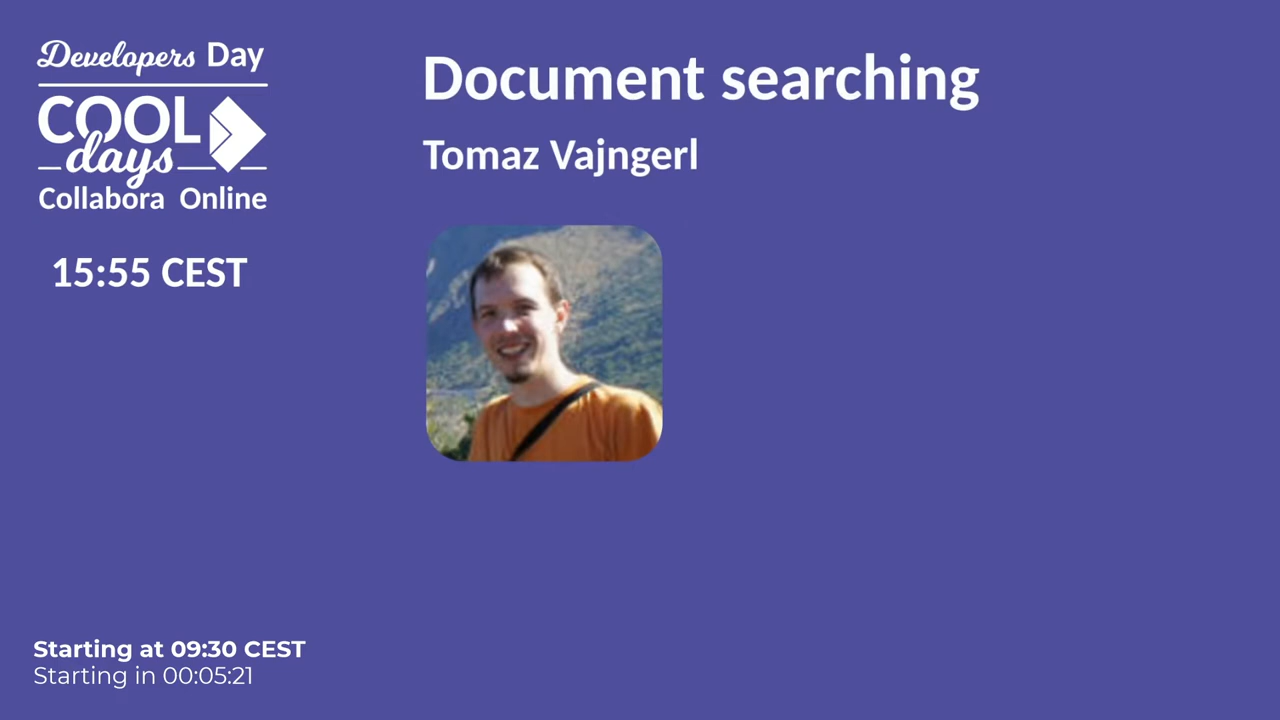 Developers Day
COOL
days
Collabora Online
15:55 CEST
Document searching
Tomaz Vajngerl
Starting at 09:30 CEST
Starting in 00:05:21